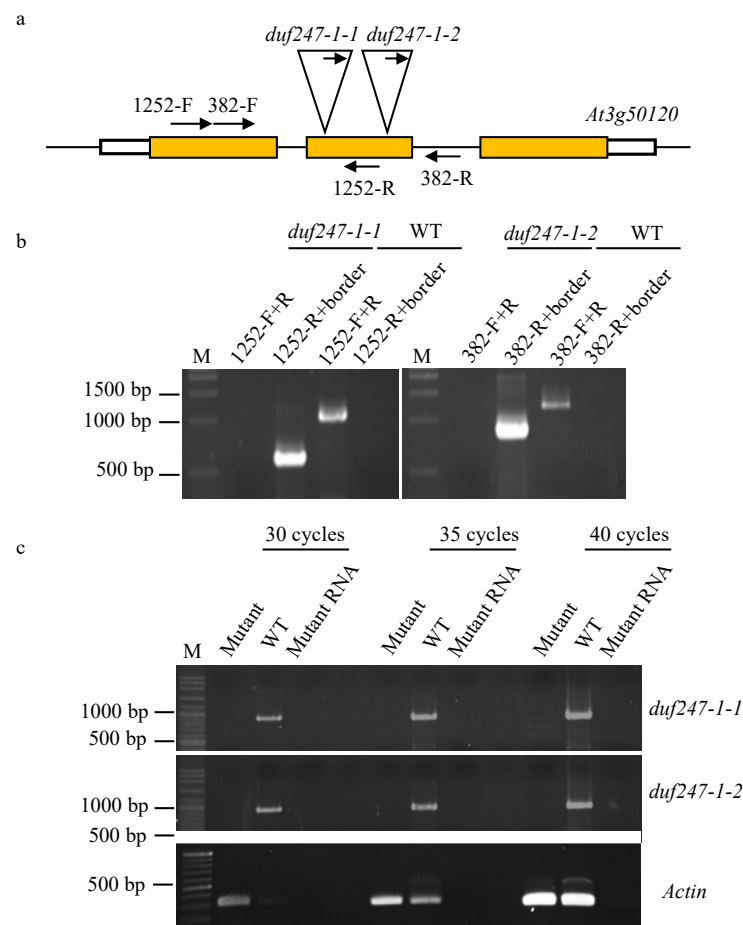 a
duf247-1-1 duf247-1-2
1252-F 382-F At3g50120
1252-R 382-R
b
duf247-1-1 WT duf247-1-2 WT
M 1252-F+R 1252-R+border 1252-F+R 1252-R+border M 382-F+R 382-R+border 382-F+R 382-R+border
1500 bp
1000 bp
500 bp
c
30 cycles 35 cycles 40 cycles
M Mutant WT Mutant RNA Mutant WT Mutant RNA Mutant WT Mutant RNA
1000 bp duf247-1-1
500 bp
1000 bp duf247-1-2
500 bp
500 bp Actin